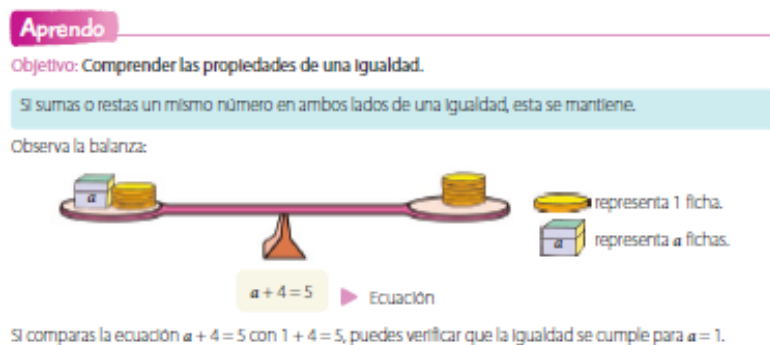 Aprendo
Objetivo: Comprender las propiedades de una igualdad.
Si sumas o restas un mismo número en ambos lados de una igualdad, esta se mantiene.
Observa la balanza:
a
representa 1 ficha.
a representa a fichas.
a + 4 = 5 Ecuación
Si comparas la ecuación a + 4 = 5 con 1 + 4 = 5, puedes verificar que la igualdad se cumple para a = 1.